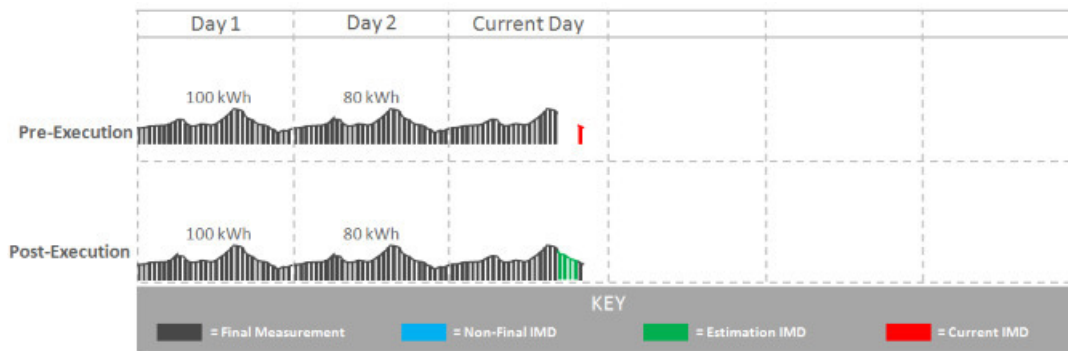 Day 1 Day 2 Current Day
100 kWh 80 kWh
Pre-Execution
100 kWh 80 kWh
Post-Execution
KEY
= Final Measurement = Non-Final IMD = Estimation IMD = Current IMD